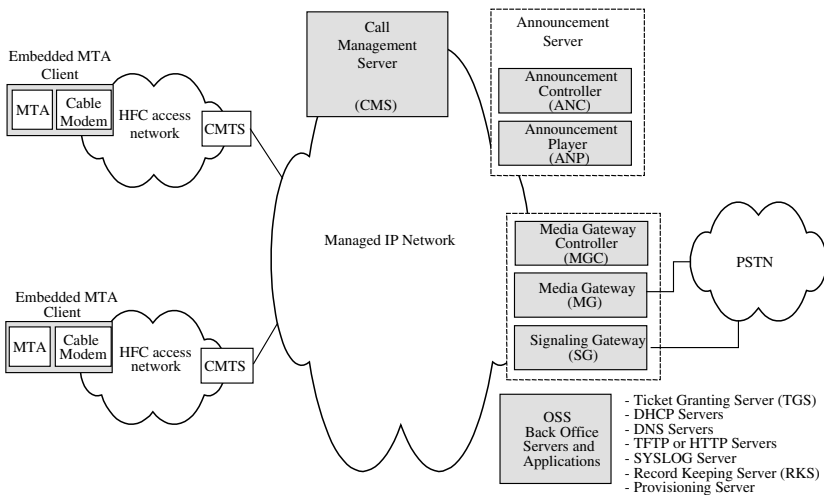 Embedded MTA
Client
MTA
Cable
Modem
HFC access
network
CMTS
Call
Management
Server
(CMS)
Announcement
Server
Announcement
Controller
(ANC)
Announcement
Player
(ANP)
Managed IP Network
Media Gateway
Controller
(MGC)
Media Gateway
(MG)
Signaling Gateway
(SG)
PSTN
Embedded MTA
Client
MTA
Cable
Modem
HFC access
network
CMTS
OSS
Back Office
Servers and
Applications
- Ticket Granting Server (TGS)
- DHCP Servers
- DNS Servers
- TFTP or HTTP Servers
- SYSLOG Server
- Record Keeping Server (RKS)
- Provisioning Server